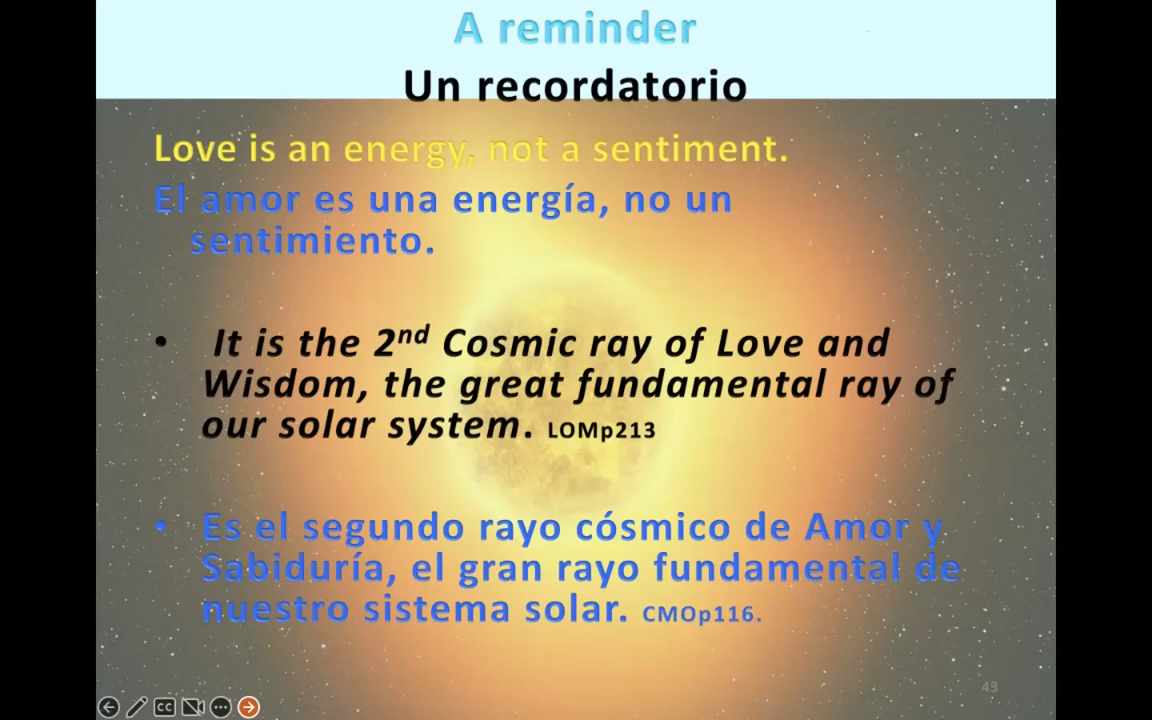 A reminder
Un recordatorio
Love is an energy, not a sentiment.
El amor es una energía, no un
sentimiento.
• It is the 2nd Cosmic ray of Love and
Wisdom, the great fundamental ray of
our solar system. LOMp213
• Es el segundo rayo cósmico de Amor y
Sabiduría, el gran rayo fundamental de
nuestro sistema solar. CMOp116.
43
CC